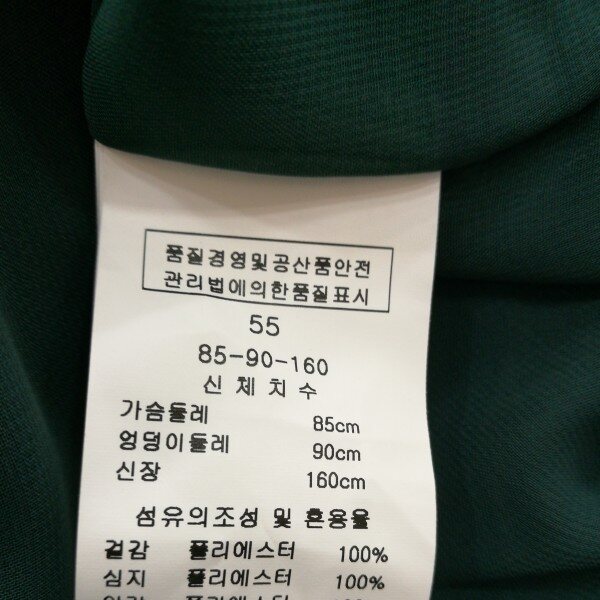 품질경영및공산품안전
관리법에의한품질표시
55
85-90-160
신체치수
가슴둘레 85cm
엉덩이둘레 90cm
신장 160cm
섬유의조성 및 혼용율
겉감 폴리에스터 100%
심지 폴리에스터 100%